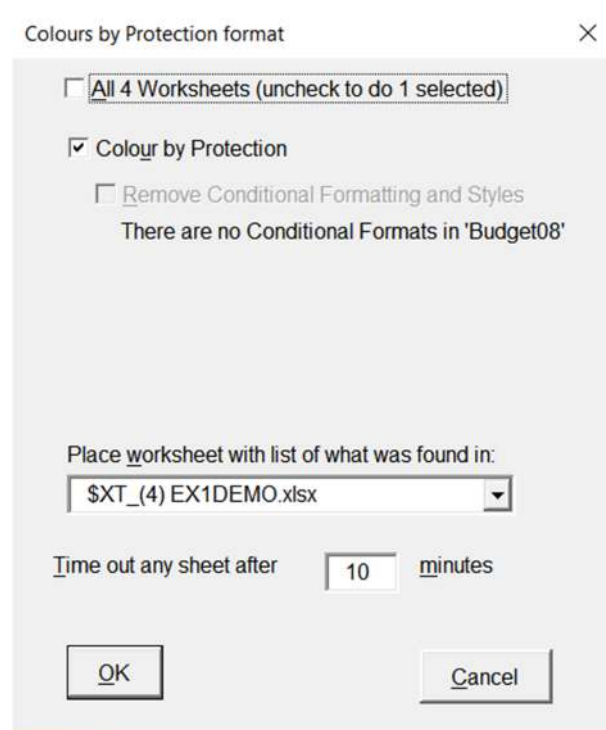 Colours by Protection format
All 4 Worksheets (uncheck to do 1 selected)
Colour by Protection
Remove Conditional Formatting and Styles
There are no Conditional Formats in 'Budget08'
Place worksheet with list of what was found in:
$XT_(4) EX1DEMO.xlsx
Time out any sheet after 10 minutes
OK Cancel